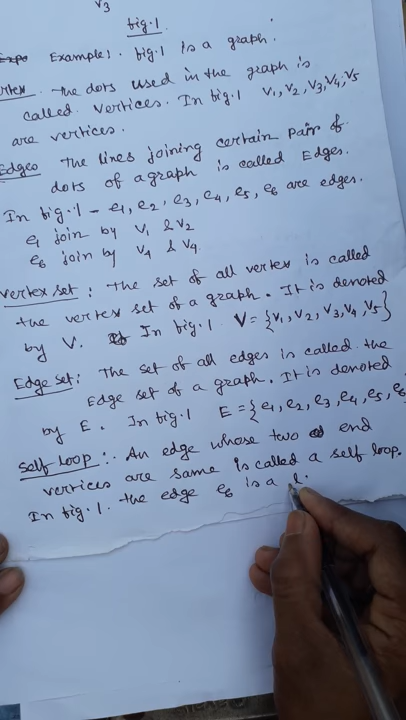 v3
fig.1
Example: fig.1 is a graph.
The dots used in the graph is
called vertices. In fig.1 v1, v2, v3, v4, v5
are vertices.
Edges The lines joining certain pair of
dots of a graph is called Edges.
In fig.1 - e1, e2, e3, e4, e5, e6 are edges.
e1 join by v1 & v2
e6 join by v4 & v4.
Vertex set : The set of all vertex is called
the vertex set of a graph. It is denoted
by V. In fig.1 V = {v1, v2, v3, v4, v5}
Edge set : The set of all edges is called the
Edge set of a graph. It is denoted
by E. In fig.1 E = {e1, e2, e3, e4, e5, e6
self loop :. An edge whose two end
vertices are same is called a self loop.
In fig.1. the edge e6 is a